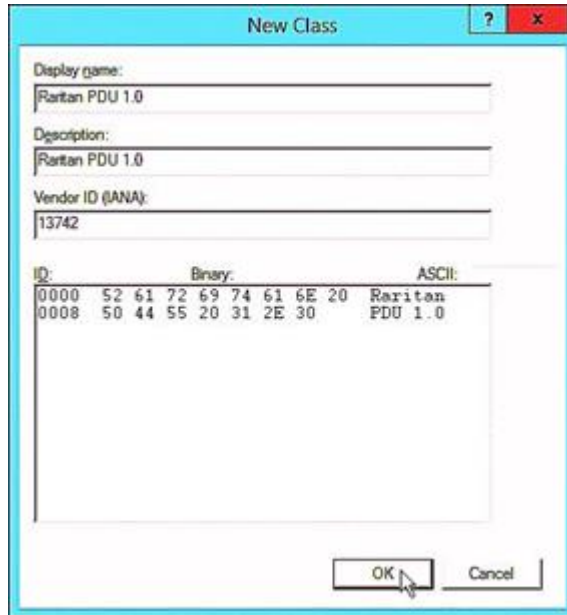 New Class
?
x
Display name:
Raritan PDU 1.0
Description:
Raritan PDU 1.0
Vendor ID (IANA):
13742
ID: Binary: ASCII:
0000 52 61 72 69 74 61 6E 20 Raritan
0008 50 44 55 20 31 2E 30 PDU 1.0
OK
Cancel